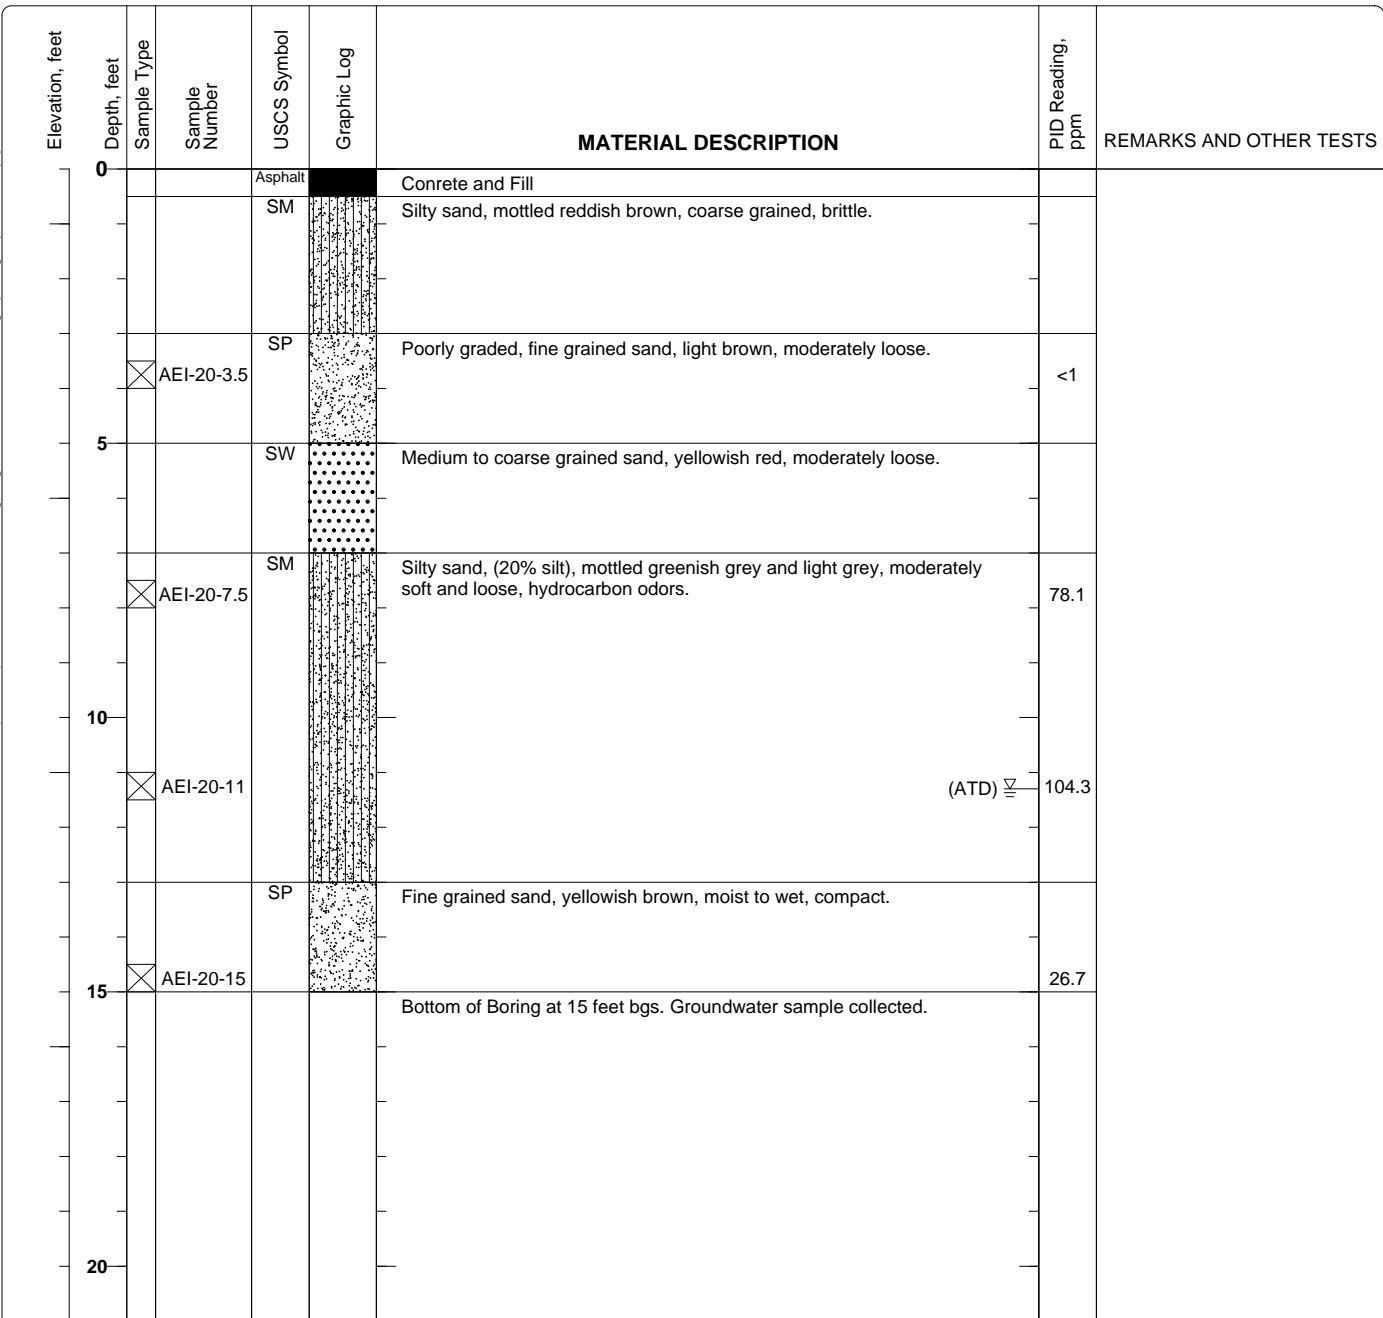 Elevation, feet
Depth, feet
Sample Type
Sample
Number
USCS Symbol
Graphic Log
MATERIAL DESCRIPTION
PID Reading,
ppm
REMARKS AND OTHER TESTS
0
Asphalt
Conrete and Fill
SM
Silty sand, mottled reddish brown, coarse grained, brittle.
SP
Poorly graded, fine grained sand, light brown, moderately loose.
AEI-20-3.5
<1
5
SW
Medium to coarse grained sand, yellowish red, moderately loose.
SM
Silty sand, (20% silt), mottled greenish grey and light grey, moderately
soft and loose, hydrocarbon odors.
AEI-20-7.5
78.1
10
AEI-20-11
(ATD)
104.3
SP
Fine grained sand, yellowish brown, moist to wet, compact.
AEI-20-15
26.7
15
Bottom of Boring at 15 feet bgs. Groundwater sample collected.
20